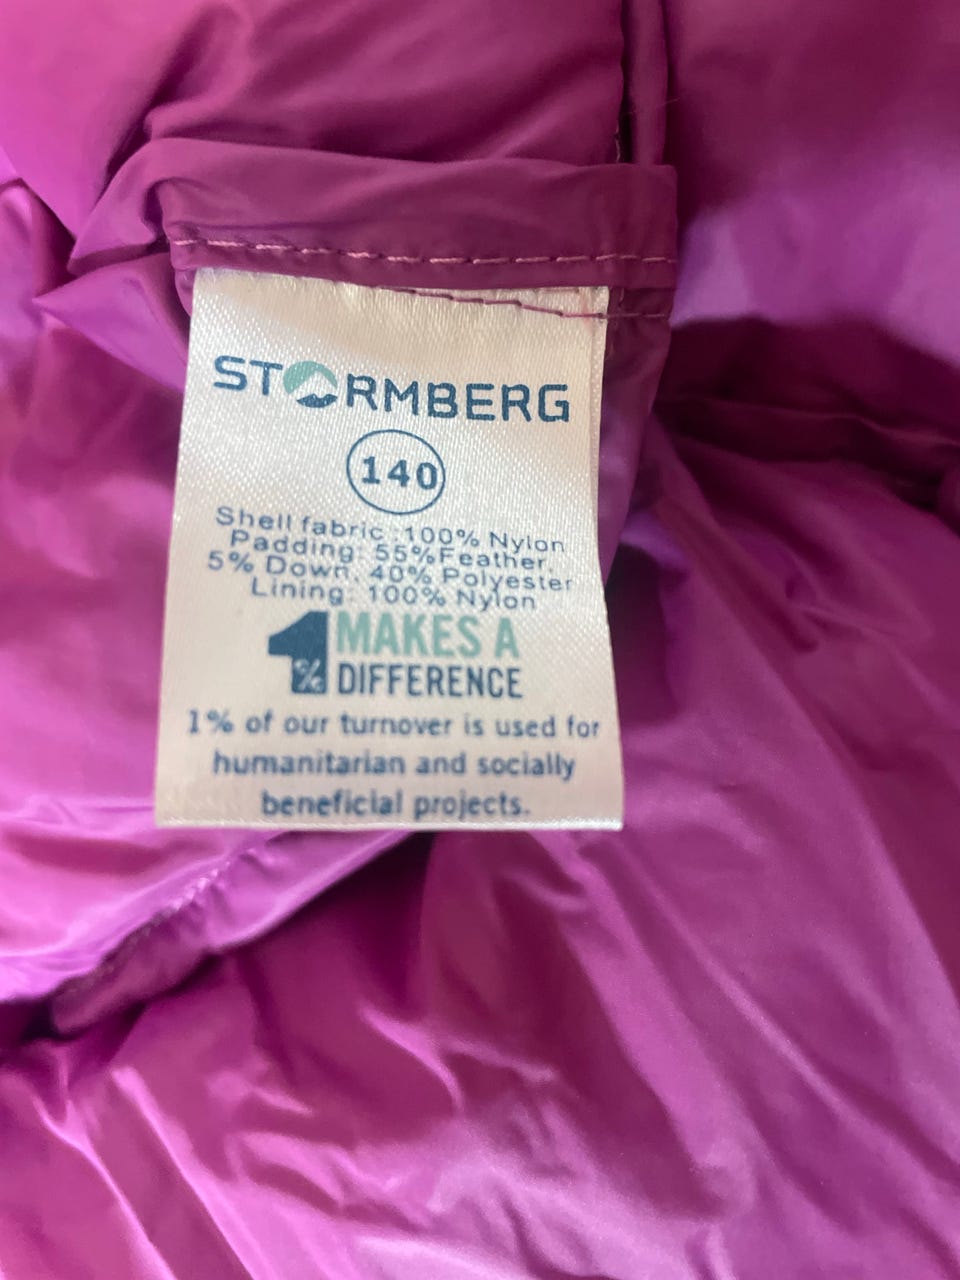 STORMBERG
140
Shell fabric :100% Nylon
Padding: 55%Feather,
5% Down, 40% Polyester
Lining: 100% Nylon
1% MAKES A
DIFFERENCE
1% of our turnover is used for
humanitarian and socially
beneficial projects.